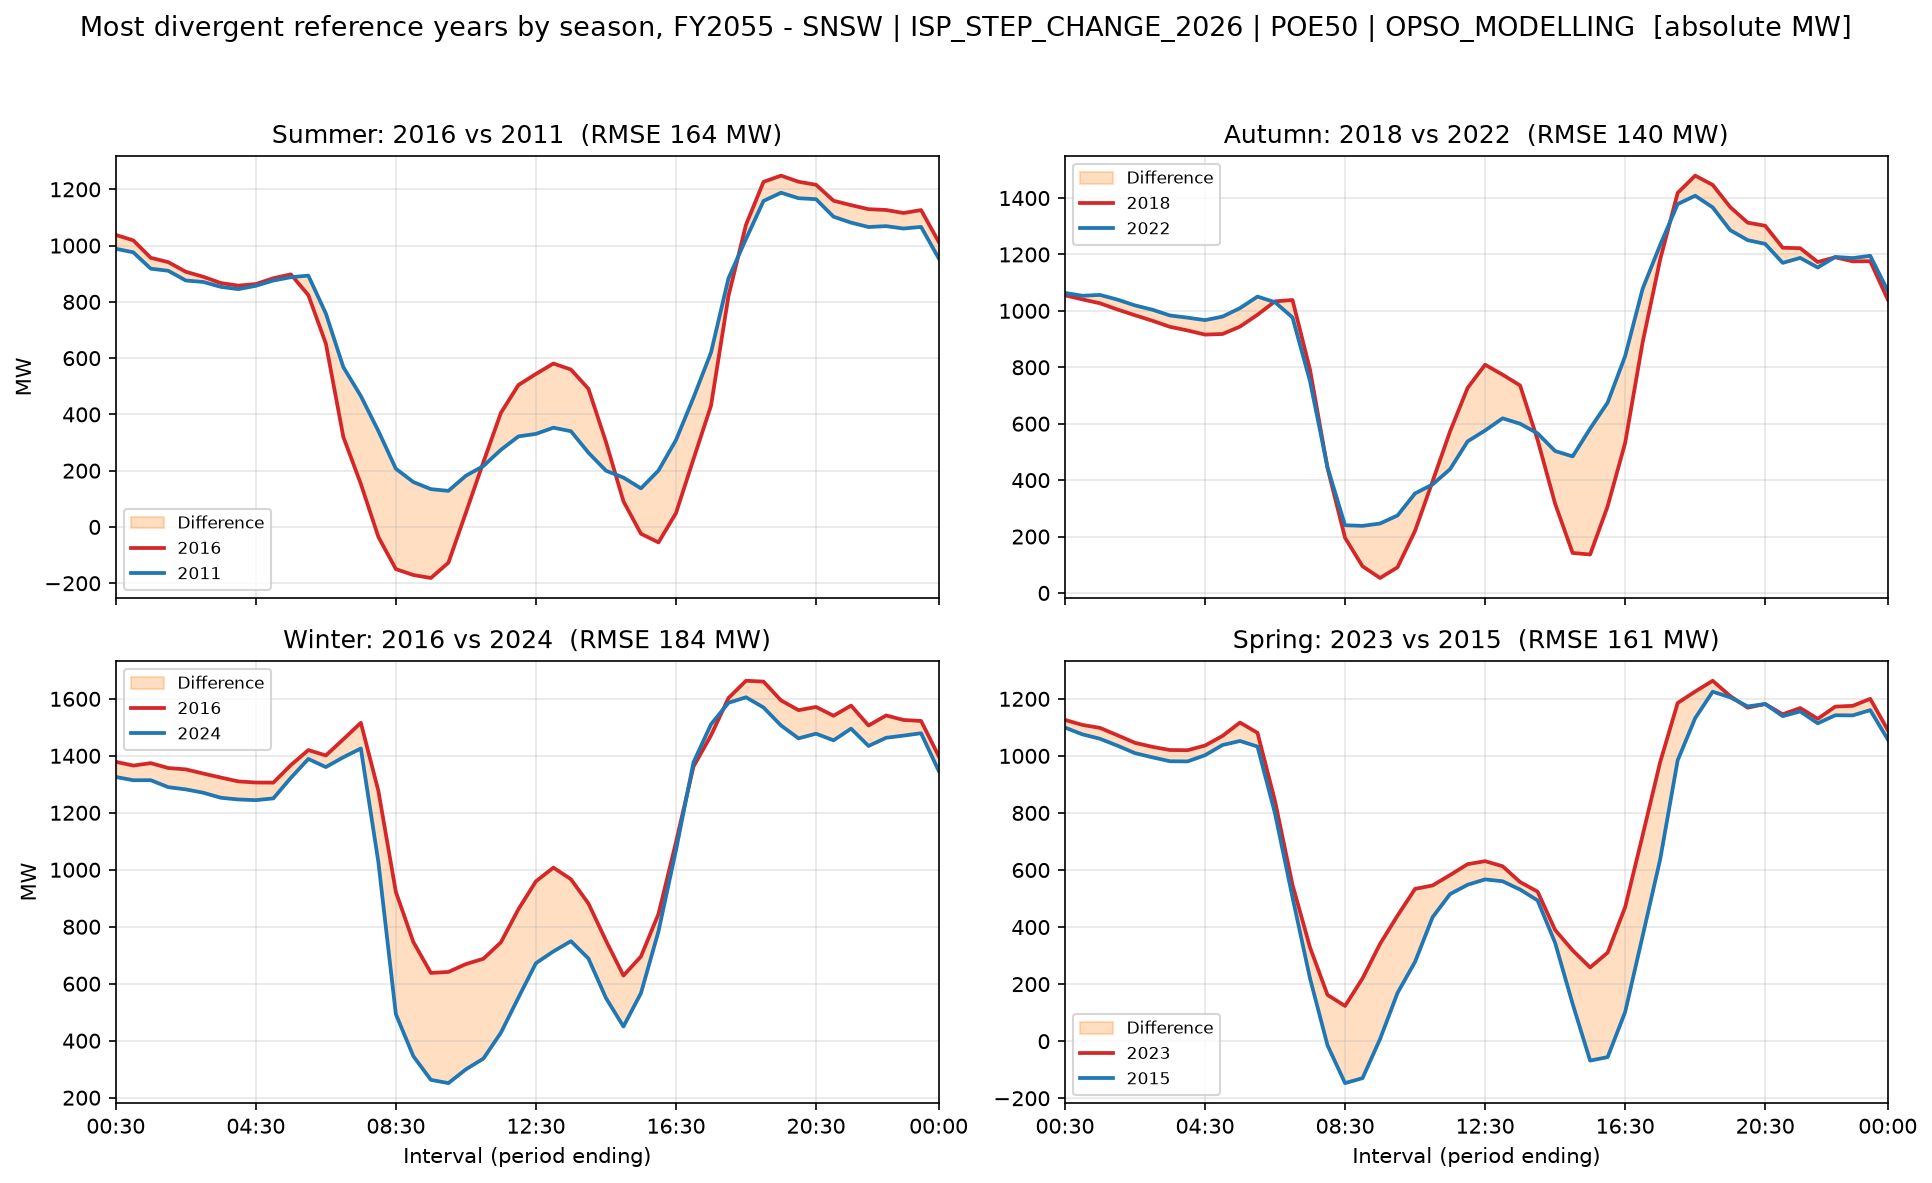 Most divergent reference years by season, FY2055 - SNSW | ISP_STEP_CHANGE_2026 | POE50 | OPSO_MODELLING  [absolute MW]
Summer: 2016 vs 2011  (RMSE 164 MW)
MW
1200
1000
800
600
400
200
0
−200
Difference
2016
2011
Autumn: 2018 vs 2022  (RMSE 140 MW)
1400
1200
1000
800
600
400
200
0
Difference
2018
2022
Winter: 2016 vs 2024  (RMSE 184 MW)
MW
1600
1400
1200
1000
800
600
400
200
Difference
2016
2024
00:30 04:30 08:30 12:30 16:30 20:30 00:00
Interval (period ending)
Spring: 2023 vs 2015  (RMSE 161 MW)
1200
1000
800
600
400
200
0
−200
Difference
2023
2015
00:30 04:30 08:30 12:30 16:30 20:30 00:00
Interval (period ending)